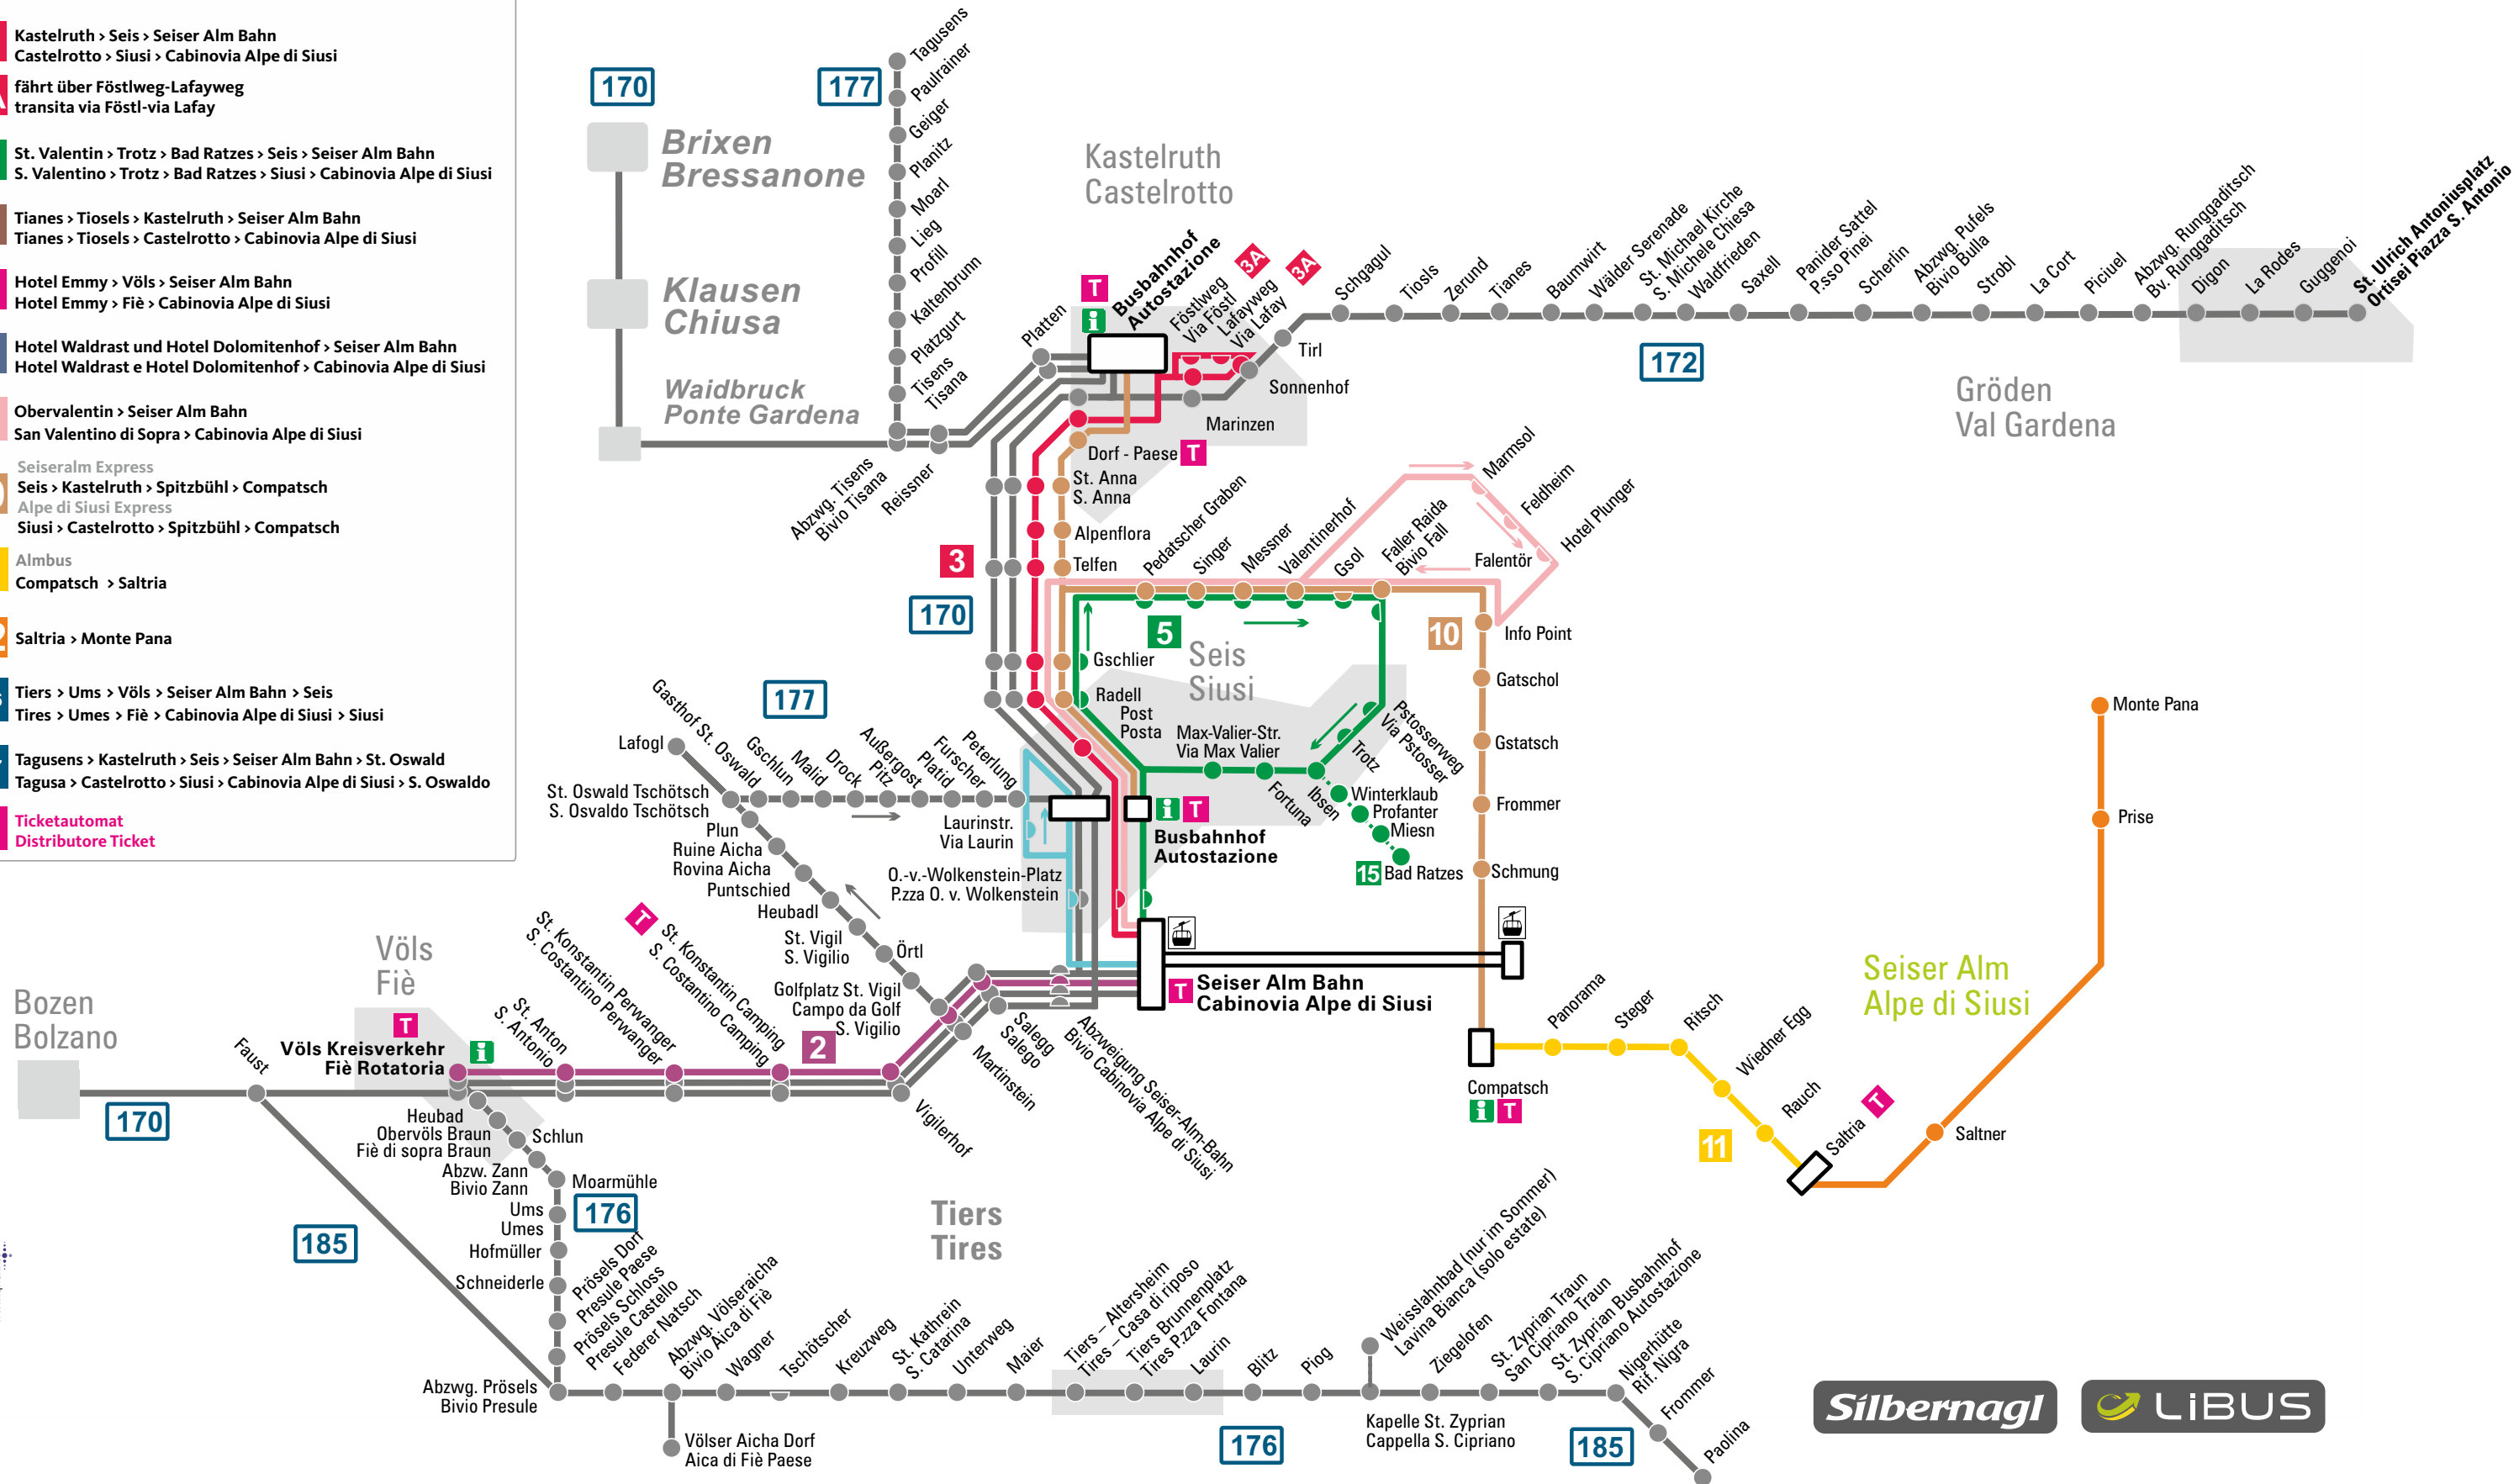 Kastelruth > Seis > Seiser Alm Bahn
Castelrotto > Siusi > Cabinovia Alpe di Siusi
fährt über Föstlweg-Lafayweg
transita via Föstl-via Lafay
St. Valentin > Trotz > Bad Ratzes > Seis > Seiser Alm Bahn
S. Valentino > Trotz > Bad Ratzes > Siusi > Cabinovia Alpe di Siusi
Tianes > Tiosels > Kastelruth > Seiser Alm Bahn
Tianes > Tiosels > Castelrotto > Cabinovia Alpe di Siusi
Hotel Emmy > Völs > Seiser Alm Bahn
Hotel Emmy > Fiè > Cabinovia Alpe di Siusi
Hotel Waldrast und Hotel Dolomitenhof > Seiser Alm Bahn
Hotel Waldrast e Hotel Dolomitenhof > Cabinovia Alpe di Siusi
Obervalentin > Seiser Alm Bahn
San Valentino di Sopra > Cabinovia Alpe di Siusi
Seiseralm Express
Seis > Kastelruth > Spitzbühl > Compatsch
Alpe di Siusi Express
Siusi > Castelrotto > Spitzbühl > Compatsch
Almbus
Compatsch > Saltria
Saltria > Monte Pana
Tiers > Ums > Völs > Seiser Alm Bahn > Seis
Tires > Umes > Fiè > Cabinovia Alpe di Siusi > Siusi
Tagusens > Kastelruth > Seis > Seiser Alm Bahn > St. Oswald
Tagusa > Castelrotto > Siusi > Cabinovia Alpe di Siusi > S. Oswaldo
Ticketautomat
Distributore Ticket
170
177
Brixen
Bressanone
Klausen
Chiusa
Waidbruck
Ponte Gardena
Tagusens
Paulrainer
Geiger
Planitz
Moarl
Lieg
Profill
Kaltenbrunn
Platzgurt
Tisens
Tisana
Abzwg. Tisens
Bivio Tisana
Reissner
Platten
Kastelruth
Castelrotto
T
i
Busbahnhof
Autostazione
Föstlweg
Via Föstl
Lafayweg
Via Lafay
3A
3A
Tirl
Sonnenhof
Marinzen
Schgagul
Tiosls
Zerund
Tianes
Baumwirt
Wälder Serenade
St. Michael Kirche
S. Michele Chiesa
Waldfrieden
Saxell
Panider Sattel
P.sso Pinei
Scherlin
Abzwg. Pufels
Bivio Bulla
Strobl
La Cort
Piciuel
Abzwg. Runggaditsch
Bv. Runggaditsch
Digon
La Rodes
Guggenoi
St. Ulrich Antoniusplatz
Ortisei Piazza S. Antonio
172
Gröden
Val Gardena
Dorf - Paese T
St. Anna
S. Anna
Alpenflora
Telfen
3
170
Pedatscher Graben
Singer
Messner
Valentinerhof
Gsol
Faller Raida
Bivio Fall
Marmsol
Feldheim
Hotel Plunger
Falentör
5
10
Info Point
Seis
Siusi
Gschlier
Radell
Post
Posta
Max-Valier-Str.
Via Max Valier
Fortuna
Ibsen
Trotz
Pstosserweg
Via Pstosser
Winterklaub
Profanter
Miesn
15 Bad Ratzes
Gatschol
Gstatsch
Frommer
Schmung
177
Lafogl
Gasthof St. Oswald
Gschlun
Malid
Drock
Außergost
Pitz
Platid
Furscher
Peterlung
St. Oswald Tschötsch
S. Osvaldo Tschötsch
Plun
Ruine Aicha
Rovina Aicha
Puntschied
Heubadl
St. Vigil
S. Vigilio
Örtl
Golfplatz St. Vigil
Campo da Golf
S. Vigilio
Laurinstr.
Via Laurin
O.-v.-Wolkenstein-Platz
P.zza O. v. Wolkenstein
i T
Busbahnhof
Autostazione
T
Seiser Alm Bahn
Cabinovia Alpe di Siusi
Völs
Fiè
T
Völs Kreisverkehr
Fiè Rotatoria
i
Bozen
Bolzano
Faust
170
St. Anton
S. Antonio
St. Konstantin Perwanger
S. Costantino Perwanger
T
St. Konstantin Camping
S. Costantino Camping
2
Vigilerhof
Martinstein
Salegg
Salego
Abzweigung Seiser-Alm-Bahn
Bivio Cabinovia Alpe di Siusi
Heubad
Obervöls Braun
Fiè di sopra Braun
Schlun
Abzw. Zann
Bivio Zann
Moarmühle
Ums
Umes
176
Hofmüller
Schneiderle
185
Prösels Dorf
Presule Paese
Prösels Schloss
Presule Castello
Federer Natsch
Abzwg. Prösels
Bivio Presule
Abzwg. Völseraicha
Bivio Aica di Fiè
Völser Aicha Dorf
Aica di Fiè Paese
Wagner
Tschötscher
Kreuzweg
St. Kathrein
S. Catarina
Unterweg
Maier
Tiers
Tires
Tiers – Altersheim
Tires – Casa di riposo
Tiers Brunnenplatz
Tires P.zza Fontana
Laurin
Blitz
Piog
176
Weisslahnbad (nur im Sommer)
Lavina Bianca (solo estate)
Kapelle St. Zyprian
Cappella S. Cipriano
Ziegelofen
St. Zyprian Traun
San Cipriano Traun
St. Zyprian Busbahnhof
S. Cipriano Autostazione
Nigerhütte
Rif. Nigra
Frommer
Paolina
185
Compatsch
i T
Panorama
Steger
Ritsch
Wiedner Egg
Rauch
11
Saltria
T
Saltner
Prise
Monte Pana
Seiser Alm
Alpe di Siusi
Silbernagl
LiBUS